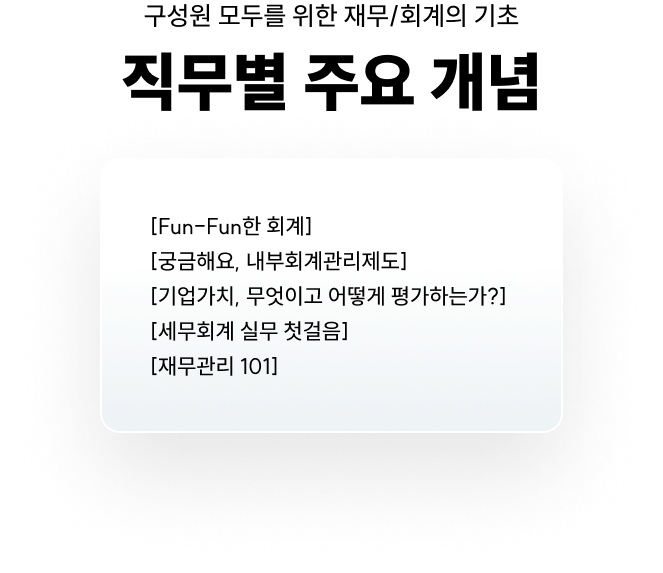 구성원 모두를 위한 재무/회계의 기초
직무별 주요 개념
[Fun-Fun한 회계]
[궁금해요, 내부회계관리제도]
[기업가치, 무엇이고 어떻게 평가하는가?]
[세무회계 실무 첫걸음]
[재무관리 101]